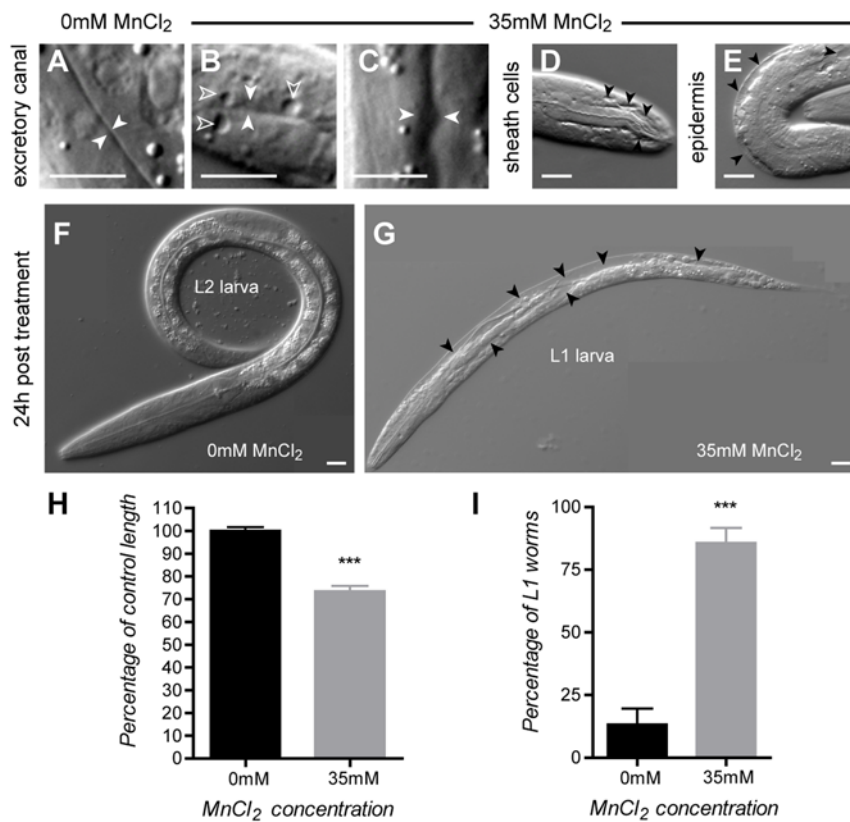 0mM MnCl2
35mM MnCl2
excretory canal
A
B
C
sheath cells
D
epidermis
E
24h post treatment
F
L2 larva
0mM MnCl2
G
L1 larva
35mM MnCl2
H
Percentage of control length
110
100
90
80
70
60
50
40
30
20
10
0
***
0mM
35mM
MnCl2 concentration
I
Percentage of L1 worms
100
75
50
25
0
***
0mM
35mM
MnCl2 concentration